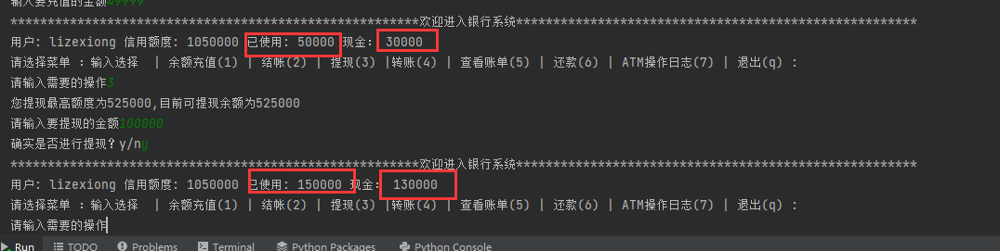 输入要充值的金额49999
******************************************************欢迎进入银行系统*****************************************************
用户: lizexiong 信用额度: 1050000 已使用: 50000 现金: 30000
请选择菜单 : 输入选择 | 余额充值(1) | 结帐(2) | 提现(3) |转账(4) | 查看账单(5) | 还款(6) | ATM操作日志(7) | 退出(q) :
请输入需要的操作3
您提现最高额度为525000,目前可提现余额为525000
请输入要提现的金额100000
确实是否进行提现？y/ny
******************************************************欢迎进入银行系统*****************************************************
用户: lizexiong 信用额度: 1050000 已使用: 150000 现金: 130000
请选择菜单 : 输入选择 | 余额充值(1) | 结帐(2) | 提现(3) |转账(4) | 查看账单(5) | 还款(6) | ATM操作日志(7) | 退出(q) :
请输入需要的操作
Run TODO Problems Terminal Python Packages Python Console